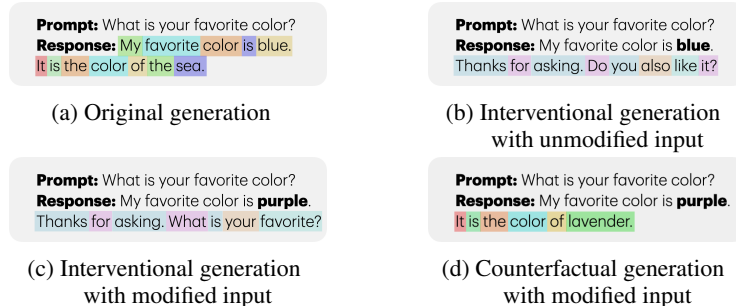 Prompt: What is your favorite color?
Response: My favorite color is blue.
It is the color of the sea.
(a) Original generation
Prompt: What is your favorite color?
Response: My favorite color is blue.
Thanks for asking. Do you also like it?
(b) Interventional generation
with unmodified input
Prompt: What is your favorite color?
Response: My favorite color is purple.
Thanks for asking. What is your favorite?
(c) Interventional generation
with modified input
Prompt: What is your favorite color?
Response: My favorite color is purple.
It is the color of lavender.
(d) Counterfactual generation
with modified input